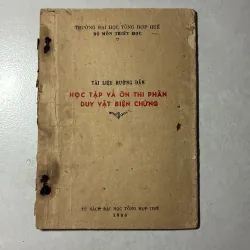 TRƯỜNG ĐẠI HỌC TỔNG HỢP HUẾ
BỘ MÔN TRIẾT HỌC
TÀI LIỆU HƯỚNG DẪN
HỌC TẬP VÀ ÔN THI PHẦN
DUY VẬT BIỆN CHỨNG
TỦ SÁCH ĐẠI HỌC TỔNG HỢP HUẾ